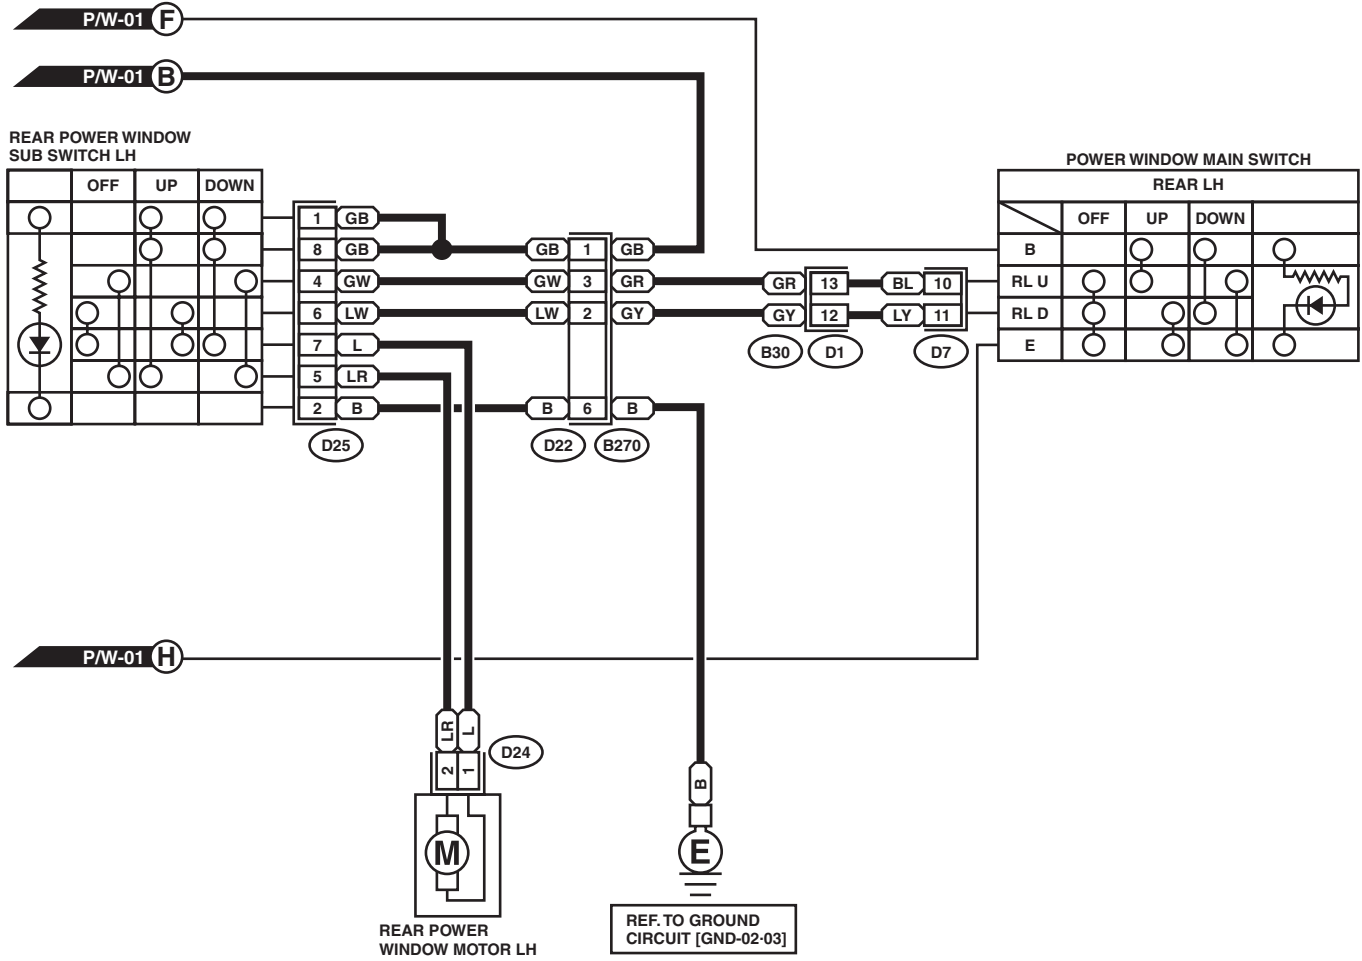 P/W-01 F
P/W-01 B
REAR POWER WINDOW
SUB SWITCH LH
OFF UP DOWN
1 GB
8 GB
4 GW
6 LW
7 L
5 LR
2 B
D25
GB 1 GB
GW 3 GR
LW 2 GY
B 6 B
D22 B270
GR 13 BL 10
GY 12 LY 11
B30 D1 D7
POWER WINDOW MAIN SWITCH
REAR LH
OFF UP DOWN
B
RL U
RL D
E
P/W-01 H
LR L
2 1
D24
M
REAR POWER
WINDOW MOTOR LH
B
E
REF. TO GROUND
CIRCUIT [GND-02·03]